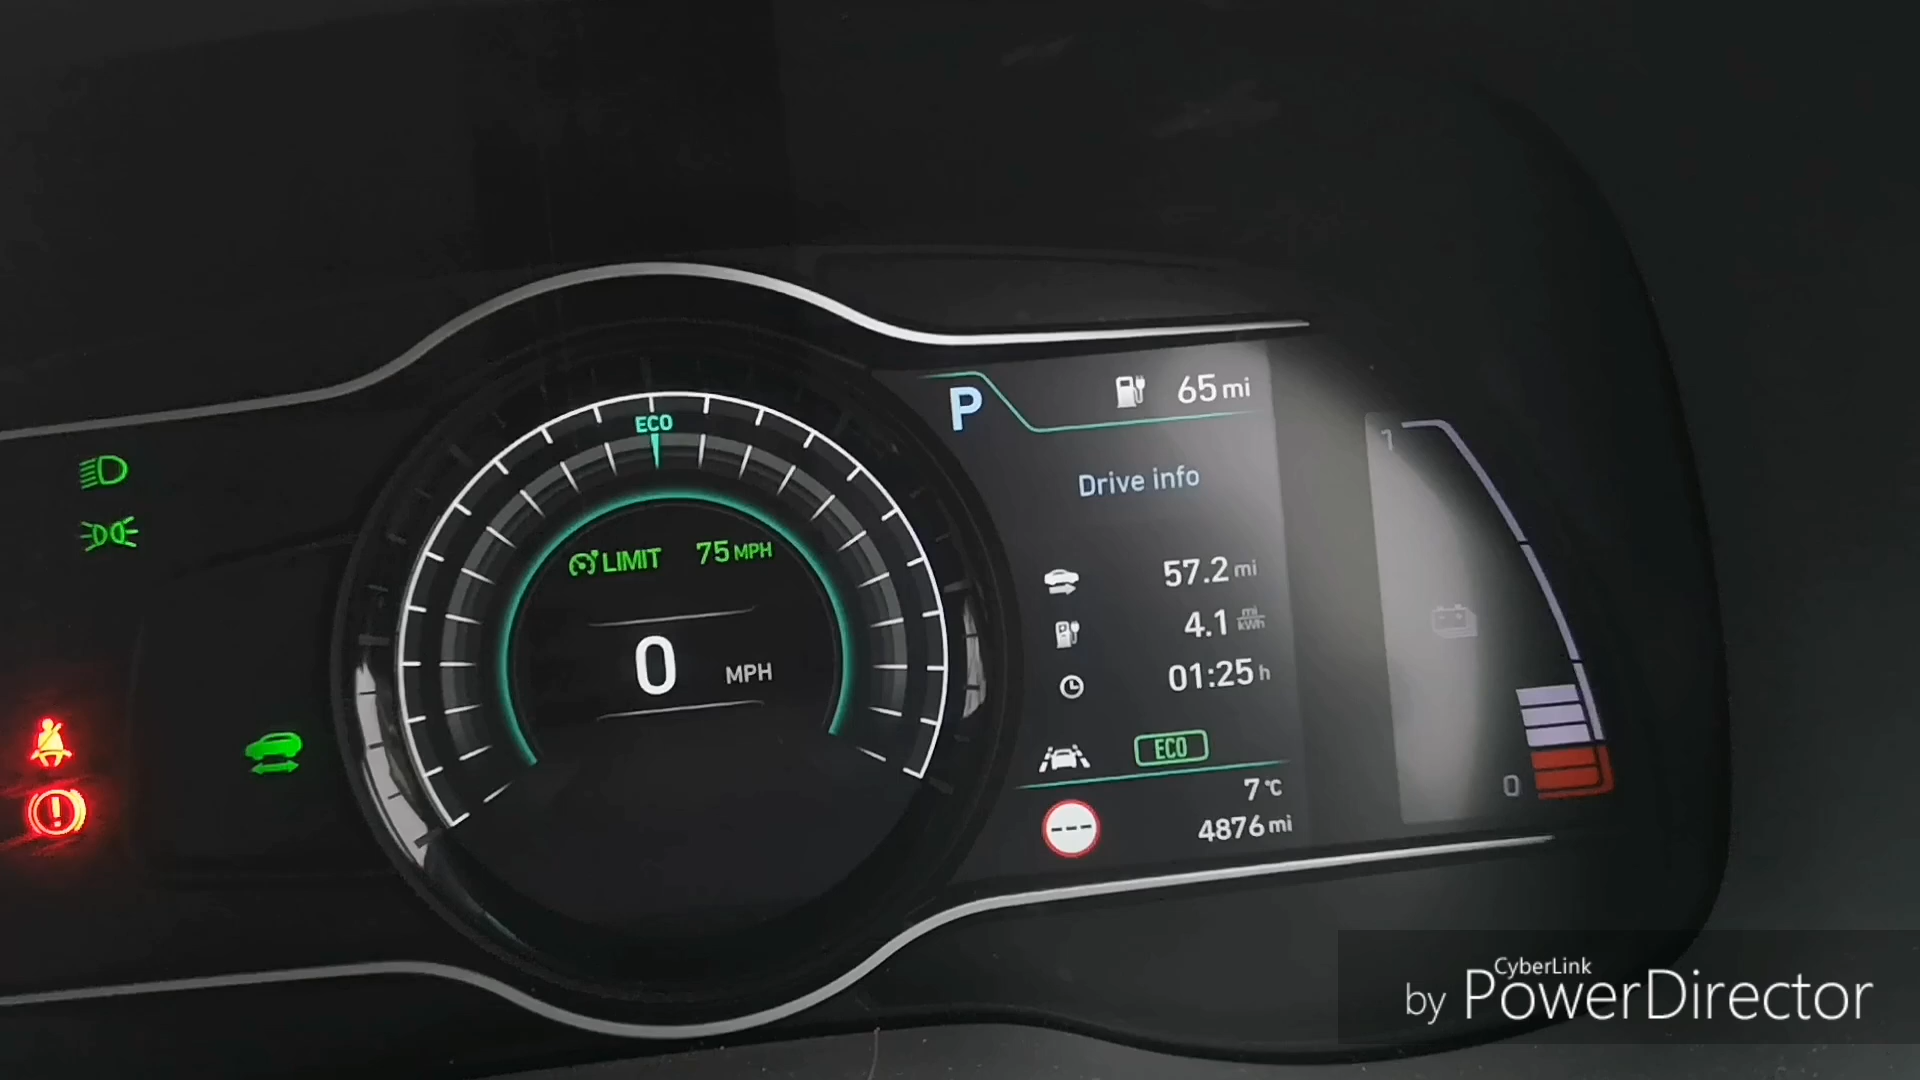 P
65 mi
ECO
Drive info
LIMIT 75 MPH
57.2 mi
4.1 mi/kWh
01:25 h
0 MPH
ECO
7 °C
4876 mi
---
1
0
CyberLink
by PowerDirector